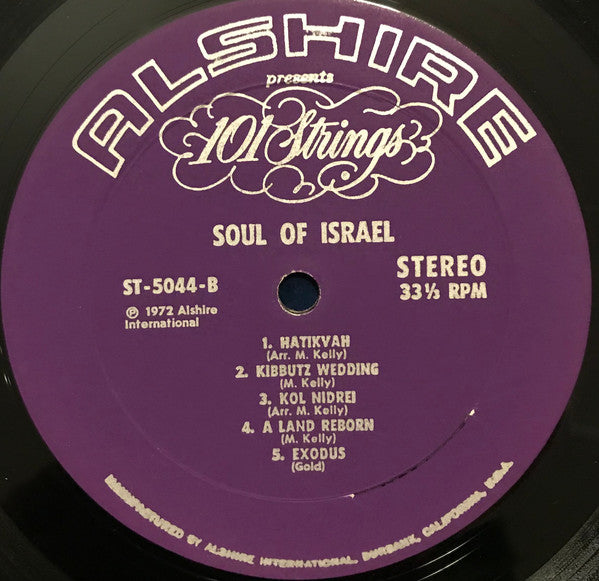 ALSHIRE
presents
101 Strings
SOUL OF ISRAEL
ST-5044-B
STEREO
33⅓ RPM
℗ 1972 Alshire
International
1. HATIKVAH
(Arr. M. Kelly)
2. KIBBUTZ WEDDING
(M. Kelly)
3. KOL NIDREI
(Arr. M. Kelly)
4. A LAND REBORN
(M. Kelly)
5. EXODUS
(Gold)
MANUFACTURED BY ALSHIRE INTERNATIONAL, BURBANK, CALIFORNIA, U.S.A.